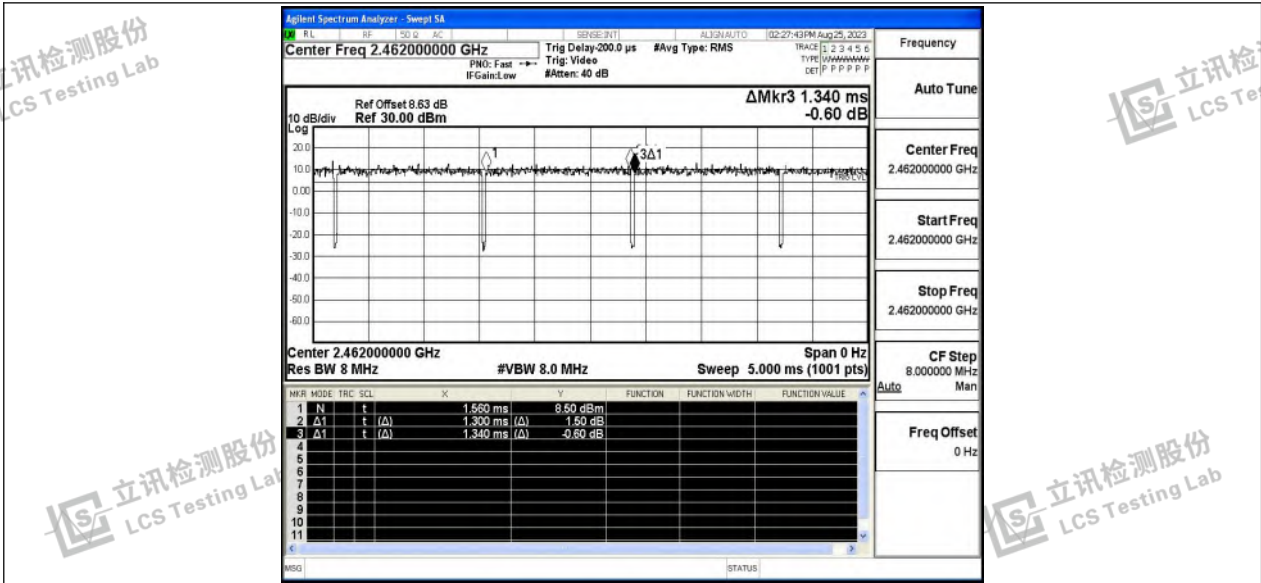 Agilent Spectrum Analyzer - Swept SA
RL RF 50 Ω AC SENSE:INT ALIGNAUTO 02:27:43PM Aug 25, 2023
Center Freq 2.462000000 GHz
PNO: Fast
IFGain:Low
Trig Delay-200.0 µs
Trig: Video
#Atten: 40 dB
#Avg Type: RMS
TRACE 1 2 3 4 5 6
TYPE
DET P P P P P P
ΔMkr3 1.340 ms
-0.60 dB
Ref Offset 8.63 dB
10 dB/div Ref 30.00 dBm
Log
20.0
10.0
0.00
-10.0
-20.0
-30.0
-40.0
-50.0
-60.0
1
3Δ1
TRIG LVL
Center 2.462000000 GHz Span 0 Hz
Res BW 8 MHz #VBW 8.0 MHz Sweep 5.000 ms (1001 pts)
MKR MODE TRC SCL X Y FUNCTION FUNCTION WIDTH FUNCTION VALUE
1 N t 1.560 ms 8.50 dBm
2 Δ1 t (Δ) 1.300 ms (Δ) 1.50 dB
3 Δ1 t (Δ) 1.340 ms (Δ) -0.60 dB
4
5
6
7
8
9
10
11
MSG STATUS
Frequency
Auto Tune
Center Freq
2.462000000 GHz
Start Freq
2.462000000 GHz
Stop Freq
2.462000000 GHz
CF Step
8.000000 MHz
Auto Man
Freq Offset
0 Hz
讯检测股份
LCS Testing Lab
立讯检
LCS Tes
立讯检测股份
LCS Testing Lab
立讯检测股份
LCS Testing Lab